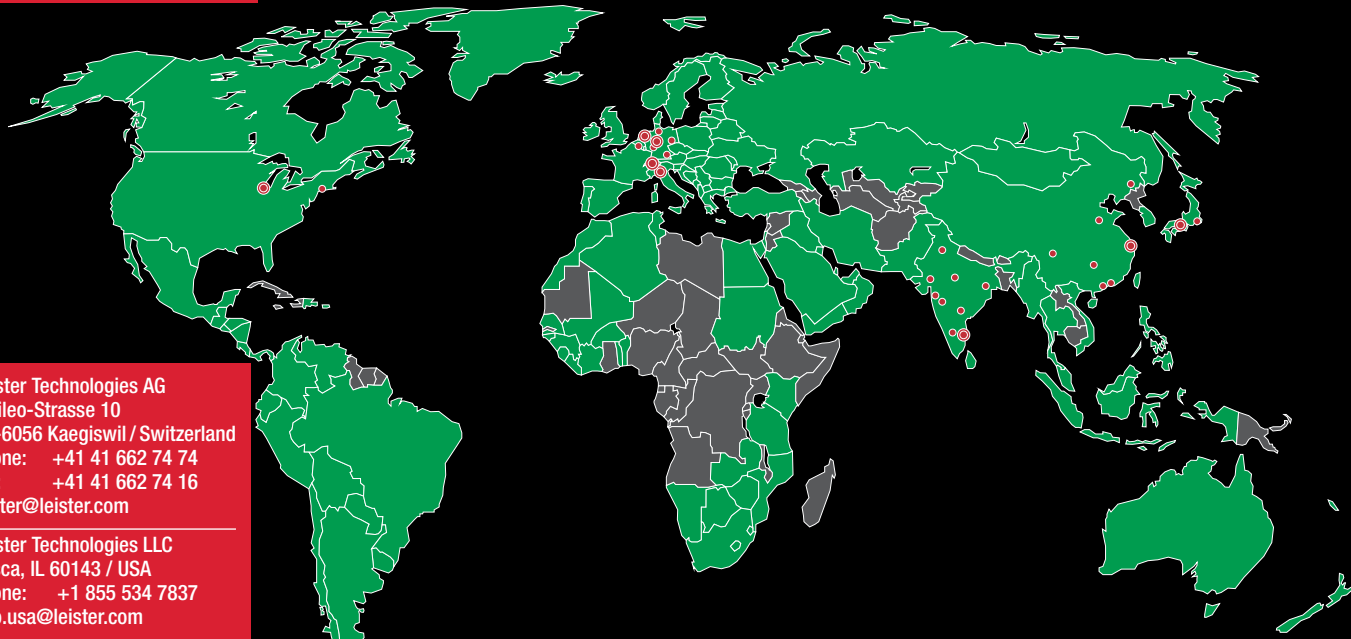 ster Technologies AG
ileo-Strasse 10
-6056 Kaegiswil / Switzerland
one: +41 41 662 74 74
+41 41 662 74 16
ter@leister.com
ster Technologies LLC
sca, IL 60143 / USA
one: +1 855 534 7837
o.usa@leister.com